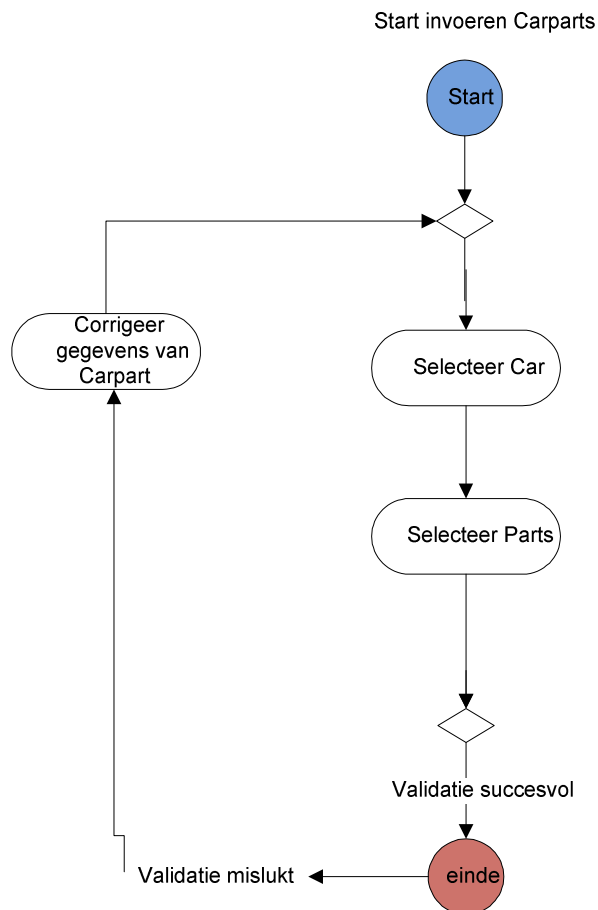 Start invoeren Carparts
Start
Corrigeer
gegevens van
Carpart
Selecteer Car
Selecteer Parts
Validatie succesvol
Validatie mislukt
einde